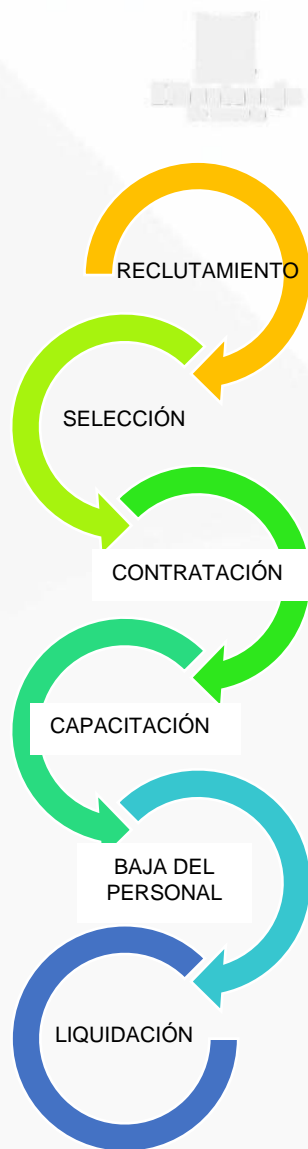 RECLUTAMIENTO
SELECCIÓN
CONTRATACIÓN
CAPACITACIÓN
BAJA DEL
PERSONAL
LIQUIDACIÓN